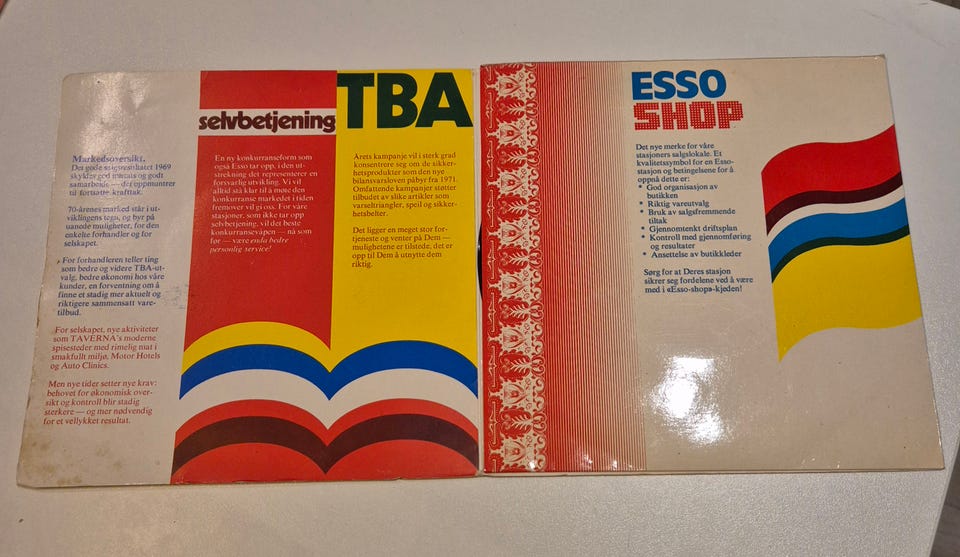 Markedsoversikt.
Det gode salgsresultatet 1969
skyldes god innsats og godt
samarbeide — det oppmuntrer
til fortsatte krafttak.
70-årenes marked står i ut-
viklingens tegn, og byr på
uanede muligheter, for den
enkelte forhandler og for
selskapet.
For forhandleren teller ting
som bedre og videre TBA-ut-
valg, bedre økonomi hos våre
kunder, en forventning om å
finne et stadig mer aktuelt og
riktigere sammensatt vare-
tilbud.
For selskapet, nye aktiviteter
som TAVERNA's moderne
spisesteder med rimelig mat i
smakfullt miljø, Motor Hotels
og Auto Clinics.
Men nye tider setter nye krav:
behovet for økonomisk over-
sikt og kontroll blir stadig
sterkere — og mer nødvendig
for et vellykket resultat.
selvbetjening
En ny konkurranseform som
også Esso tar opp, i den ut-
strekning det representerer en
forsvarlig utvikling. Vi vil
alltid stå klar til å møte den
konkurranse markedet i tiden
fremover vil gi oss. For våre
stasjoner, som ikke tar opp
selvbetjening, vil det beste
konkurransevåpen — nå som
før — være enda bedre
personlig service!
TBA
Årets kampanje vil i sterk grad
konsentrere seg om de sikker-
hetsprodukter som den nye
bilansvarsloven påbyr fra 1971.
Omfattende kampanjer støtter
tilbudet av slike artikler som
varseltriangler, speil og sikker-
hetsbelter.
Det ligger en meget stor for-
tjeneste og venter på Dem —
mulighetene er tilstede, det er
opp til Dem å utnytte dem
riktig.
ESSO
SHOP
Det nye merke for våre
stasjoners salgslokale. Et
kvalitetssymbol for en Esso-
stasjon og betingelsene for å
oppnå dette er:
* God organisasjon av
butikken
* Riktig vareutvalg
* Bruk av salgsfremmende
tiltak
* Gjennomtenkt driftsplan
* Kontroll med gjennomføring
og resultater
* Ansettelse av butikkleder
Sørg for at Deres stasjon
sikrer seg fordelene ved å være
med i «Esso-shop»-kjeden!